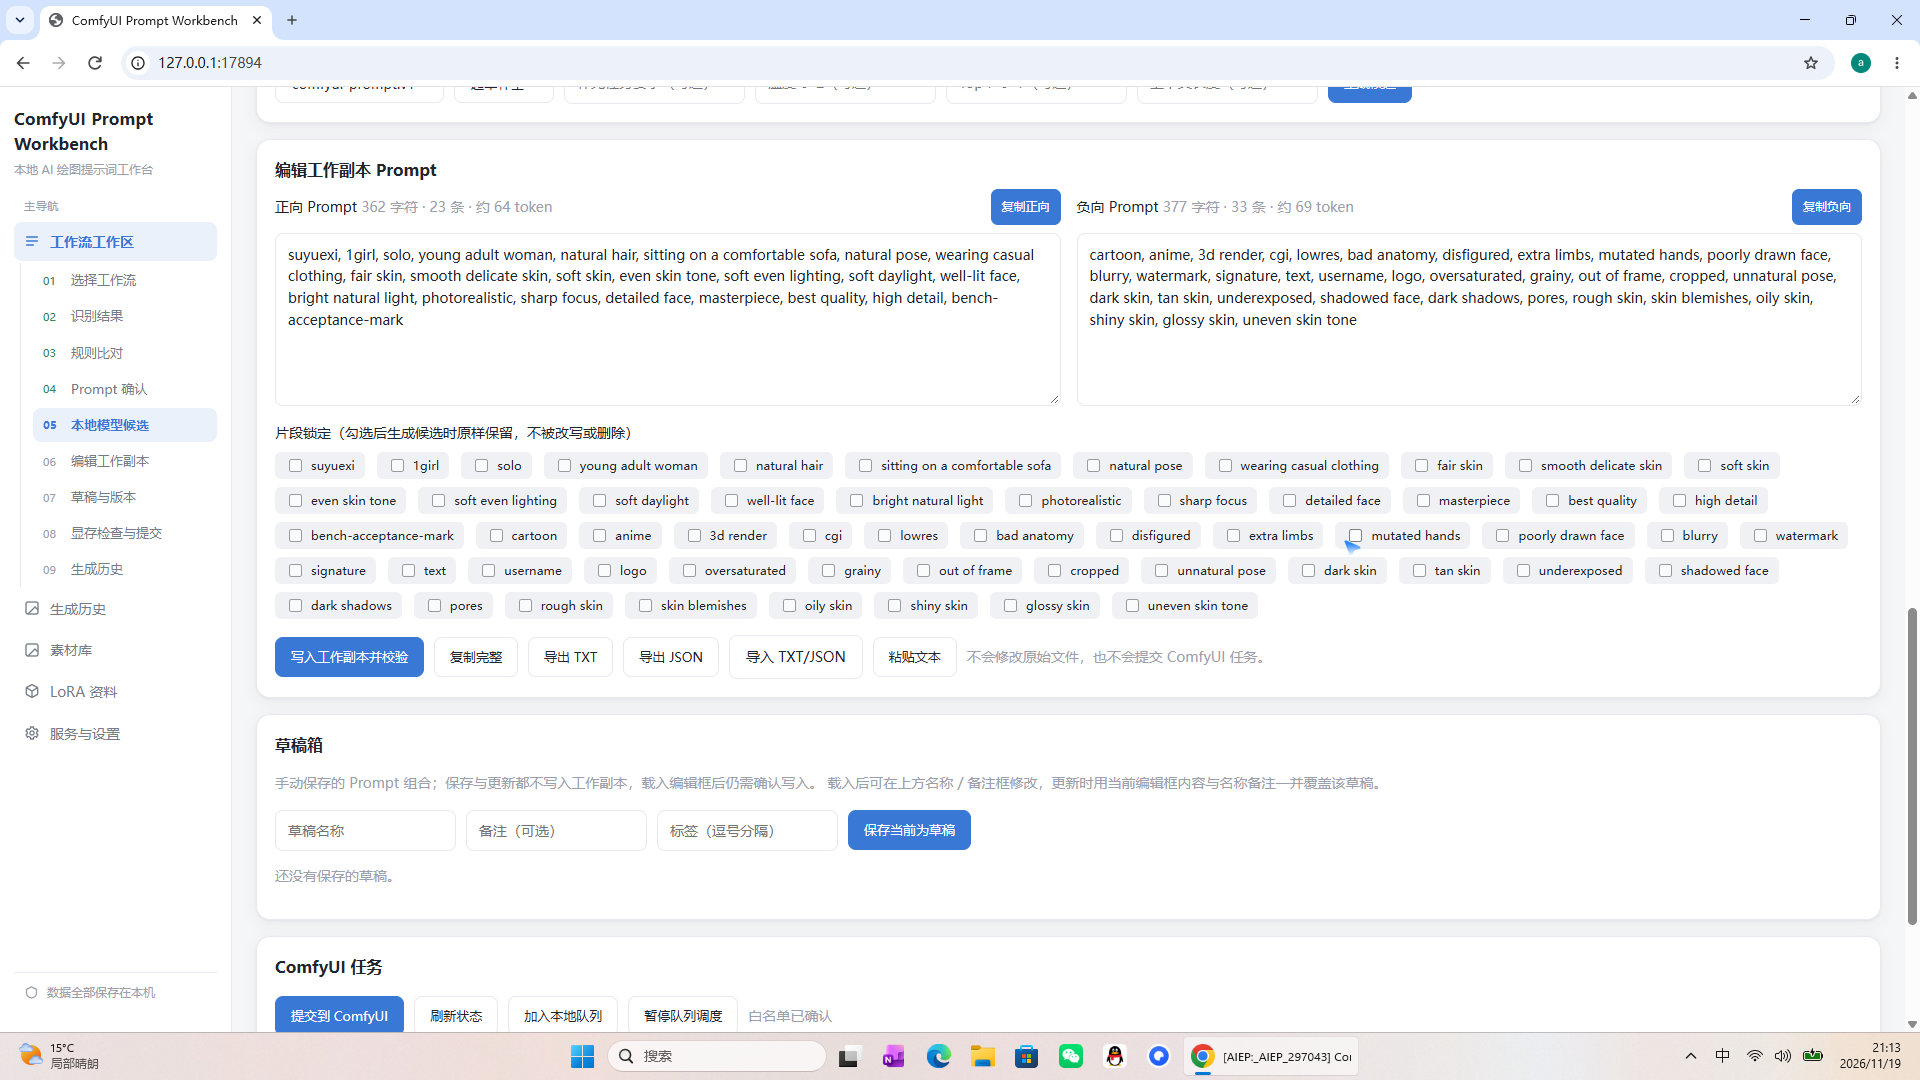 ComfyUI Prompt Workbench
127.0.0.1:17894
a
ComfyUI Prompt
Workbench
本地 AI 绘图提示词工作台
主导航
工作流工作区
01 选择工作流
02 识别结果
03 规则比对
04 Prompt 确认
05 本地模型候选
06 编辑工作副本
07 草稿与版本
08 显存检查与提交
09 生成历史
生成历史
素材库
LoRA 资料
服务与设置
数据全部保存在本机
编辑工作副本 Prompt
正向 Prompt 362 字符 · 23 条 · 约 64 token
复制正向
suyuexi, 1girl, solo, young adult woman, natural hair, sitting on a comfortable sofa, natural pose, wearing casual
clothing, fair skin, smooth delicate skin, soft skin, even skin tone, soft even lighting, soft daylight, well-lit face,
bright natural light, photorealistic, sharp focus, detailed face, masterpiece, best quality, high detail, bench-
acceptance-mark
负向 Prompt 377 字符 · 33 条 · 约 69 token
复制负向
cartoon, anime, 3d render, cgi, lowres, bad anatomy, disfigured, extra limbs, mutated hands, poorly drawn face,
blurry, watermark, signature, text, username, logo, oversaturated, grainy, out of frame, cropped, unnatural pose,
dark skin, tan skin, underexposed, shadowed face, dark shadows, pores, rough skin, skin blemishes, oily skin,
shiny skin, glossy skin, uneven skin tone
片段锁定（勾选后生成候选时原样保留，不被改写或删除）
suyuexi 1girl solo young adult woman natural hair sitting on a comfortable sofa natural pose wearing casual clothing fair skin smooth delicate skin soft skin
even skin tone soft even lighting soft daylight well-lit face bright natural light photorealistic sharp focus detailed face masterpiece best quality high detail
bench-acceptance-mark cartoon anime 3d render cgi lowres bad anatomy disfigured extra limbs mutated hands poorly drawn face blurry watermark
signature text username logo oversaturated grainy out of frame cropped unnatural pose dark skin tan skin underexposed shadowed face
dark shadows pores rough skin skin blemishes oily skin shiny skin glossy skin uneven skin tone
写入工作副本并校验 复制完整 导出 TXT 导出 JSON 导入 TXT/JSON 粘贴文本 不会修改原始文件，也不会提交 ComfyUI 任务。
草稿箱
手动保存的 Prompt 组合；保存与更新都不写入工作副本，载入编辑框后仍需确认写入。 载入后可在上方名称 / 备注框修改，更新时用当前编辑框内容与名称备注一并覆盖该草稿。
草稿名称 备注（可选） 标签（逗号分隔） 保存当前为草稿
还没有保存的草稿。
ComfyUI 任务
提交到 ComfyUI 刷新状态 加入本地队列 暂停队列调度 白名单已确认
15°C
局部晴朗
搜索
[AIEP:_AIEP_297043] Co
中
21:13
2026/11/19